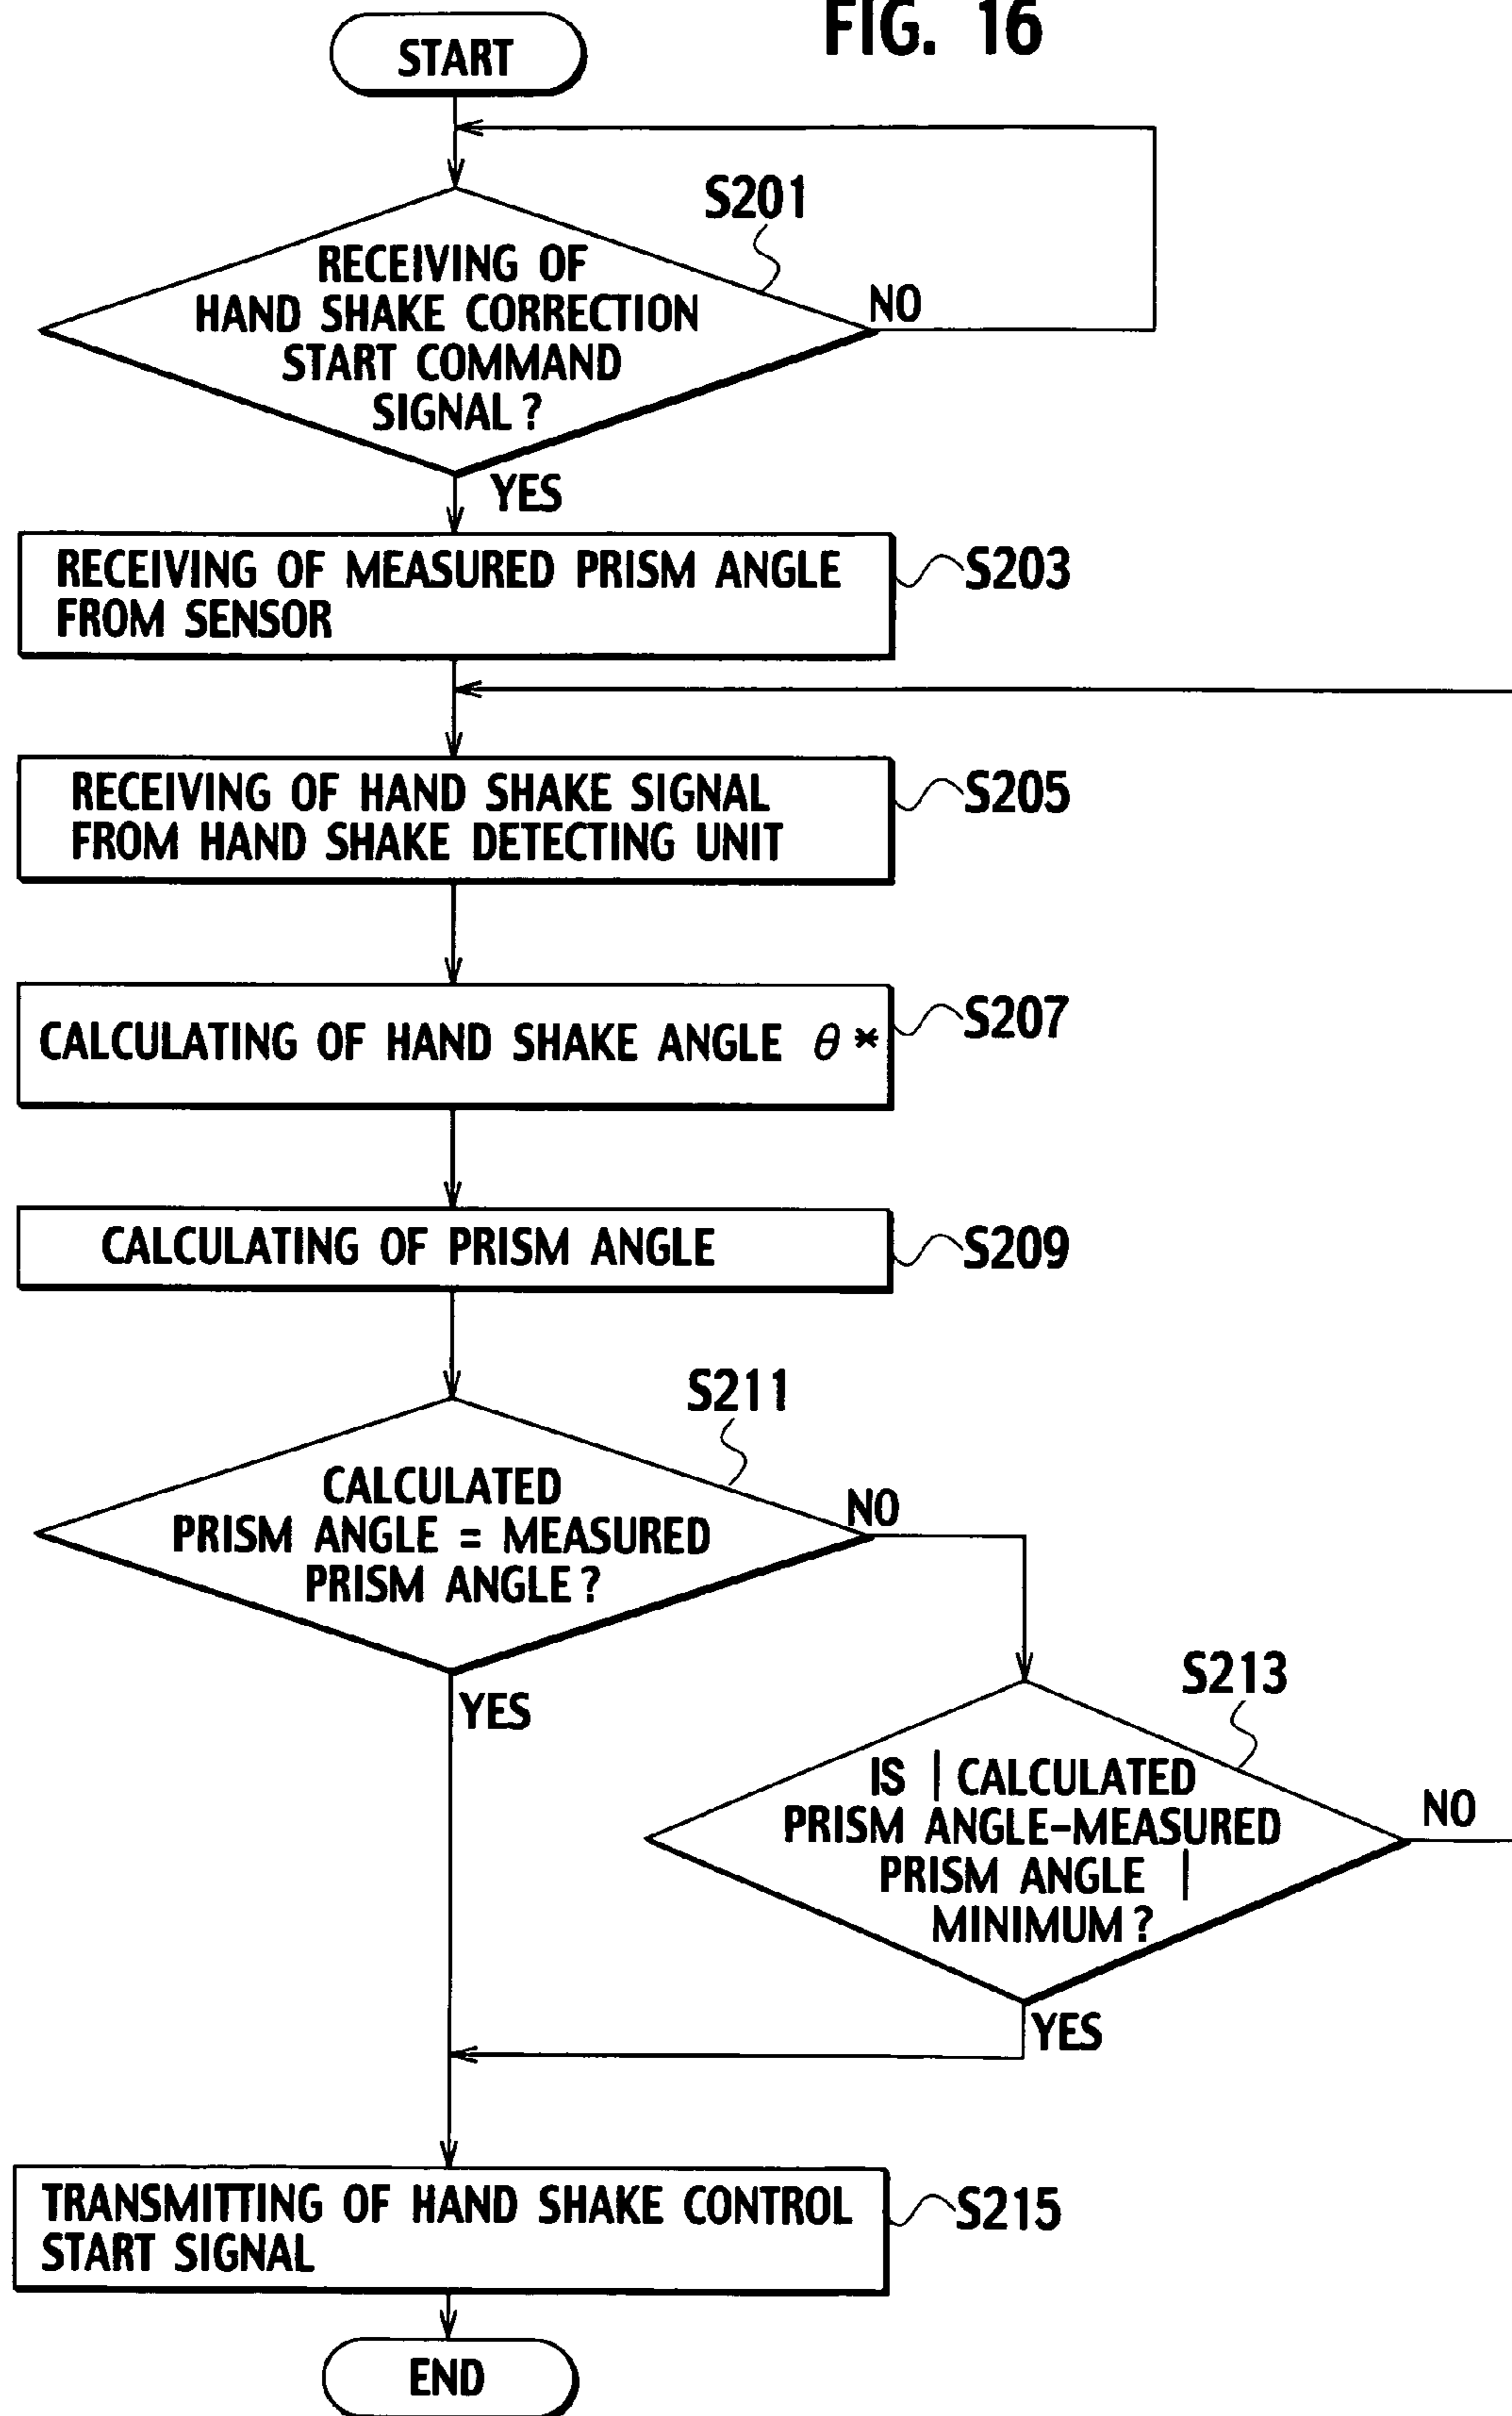 FIG. 16
START
S201
RECEIVING OF
HAND SHAKE CORRECTION
START COMMAND
SIGNAL?
NO
YES
RECEIVING OF MEASURED PRISM ANGLE
FROM SENSOR
S203
RECEIVING OF HAND SHAKE SIGNAL
FROM HAND SHAKE DETECTING UNIT
S205
CALCULATING OF HAND SHAKE ANGLE θ*
S207
CALCULATING OF PRISM ANGLE
S209
S211
CALCULATED
PRISM ANGLE = MEASURED
PRISM ANGLE?
NO
YES
S213
IS | CALCULATED
PRISM ANGLE-MEASURED
PRISM ANGLE |
MINIMUM?
NO
YES
TRANSMITTING OF HAND SHAKE CONTROL
START SIGNAL
S215
END